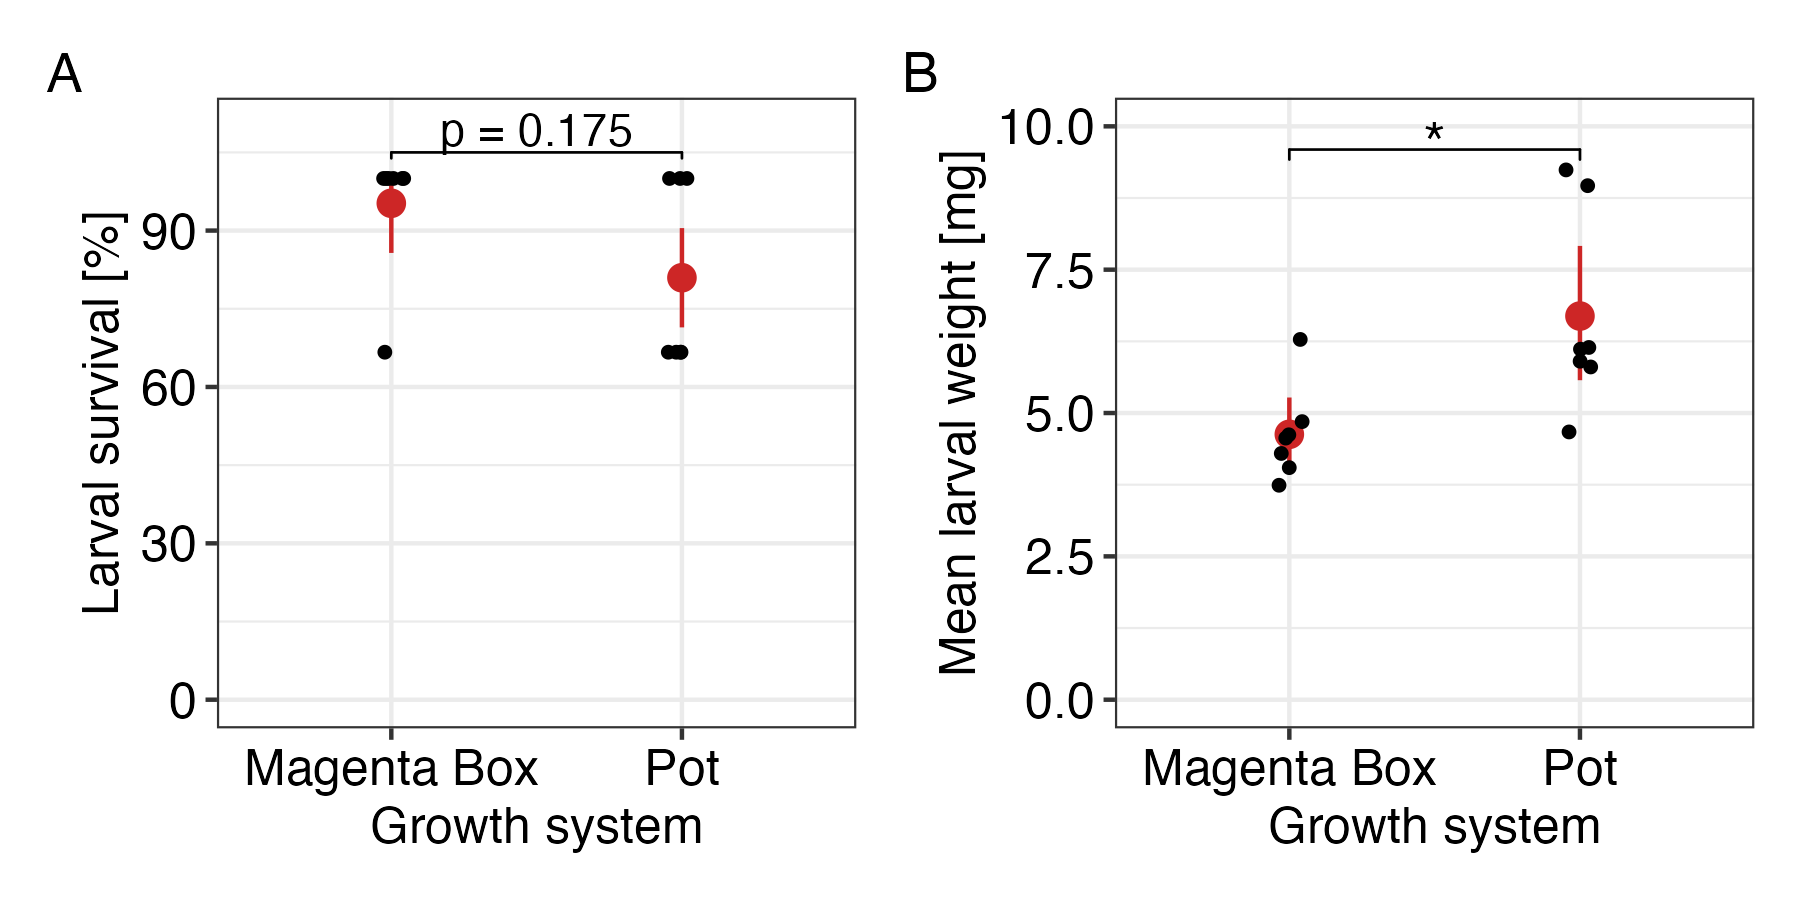 A
p = 0.175
Larval survival [%]
90
60
30
0
Magenta Box
Pot
Growth system
B
*
Mean larval weight [mg]
10.0
7.5
5.0
2.5
0.0
Magenta Box
Pot
Growth system